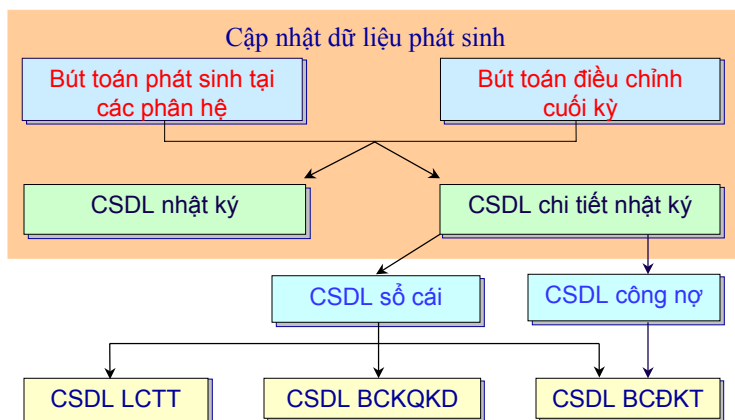 Cập nhật dữ liệu phát sinh
Bút toán phát sinh tại
các phân hệ
Bút toán điều chỉnh
cuối kỳ
CSDL nhật ký
CSDL chi tiết nhật ký
CSDL sổ cái
CSDL công nợ
CSDL LCTT
CSDL BCKQKD
CSDL BCĐKT